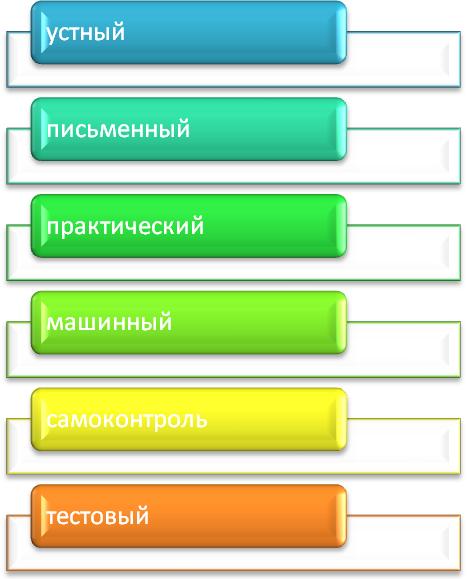 устный
письменный
практический
машинный
самоконтроль
тестовый